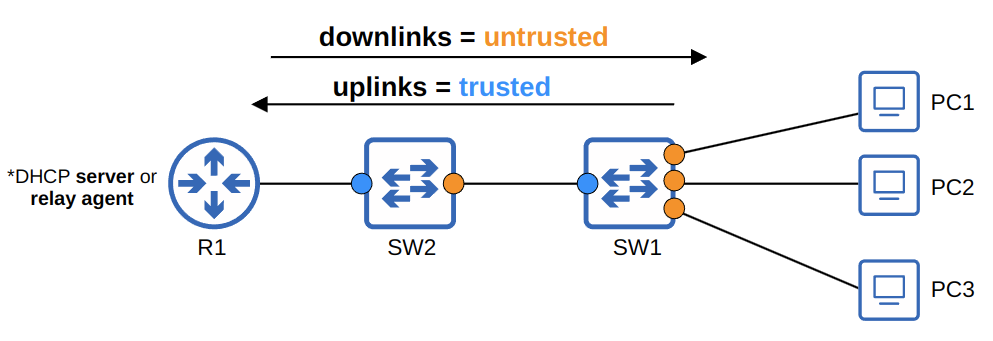 downlinks = untrusted
uplinks = trusted
*DHCP server or
relay agent
R1
SW2
SW1
PC1
PC2
PC3